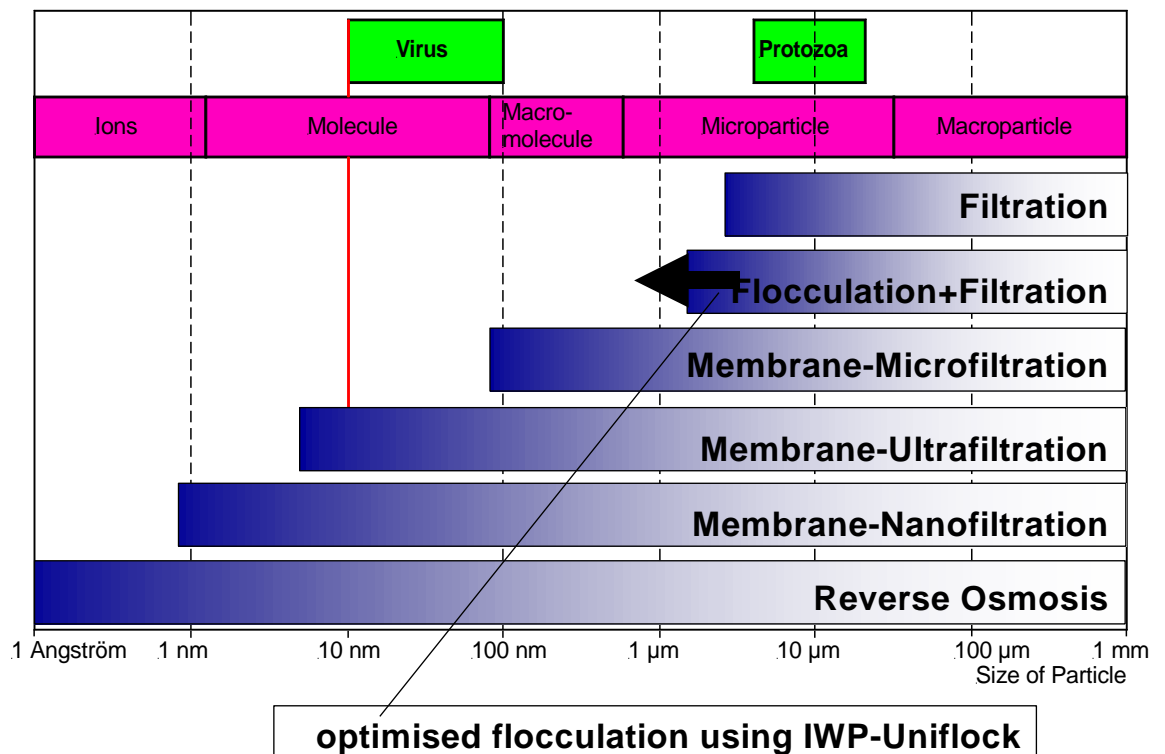 Virus
Protozoa
Ions
Molecule
Macro-
molecule
Microparticle
Macroparticle
Filtration
Flocculation+Filtration
Membrane-Microfiltration
Membrane-Ultrafiltration
Membrane-Nanofiltration
Reverse Osmosis
1 Angström
1 nm
10 nm
100 nm
1 µm
10 µm
100 µm
1 mm
Size of Particle
optimised flocculation using IWP-Uniflock